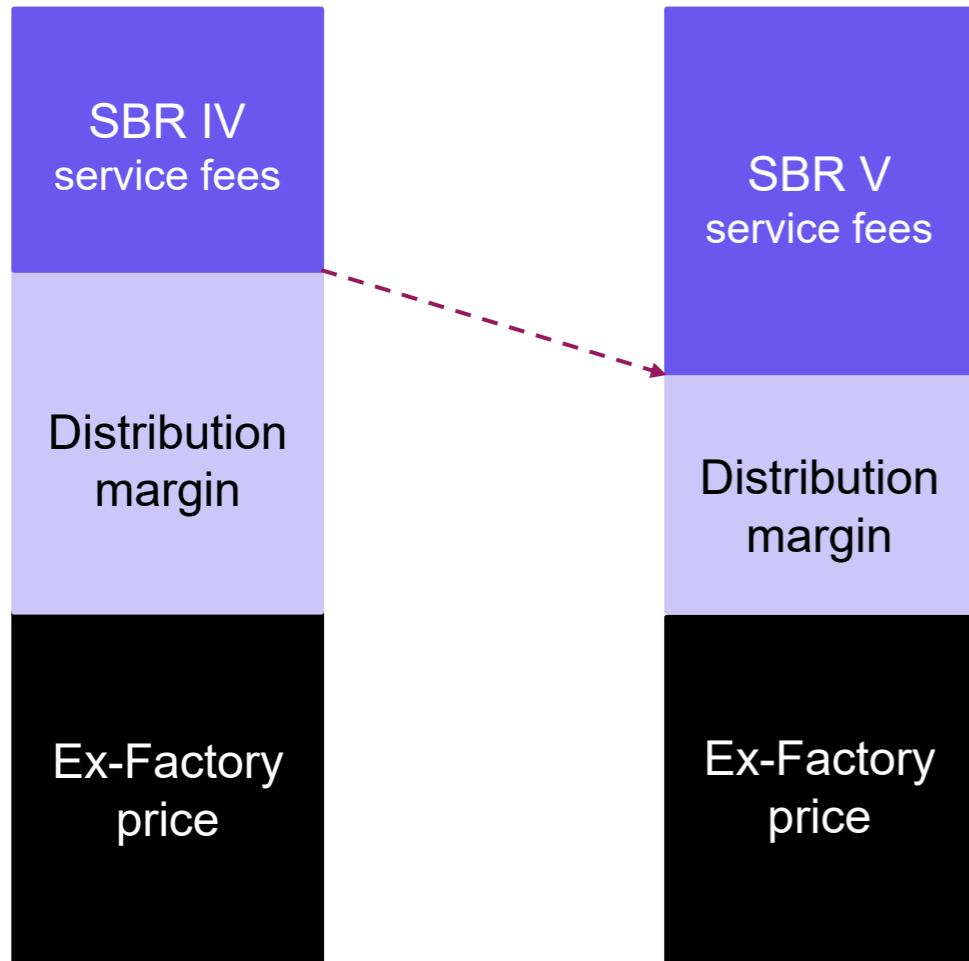 SBR IV
service fees
Distribution
margin
Ex-Factory
price
SBR V
service fees
Distribution
margin
Ex-Factory
price